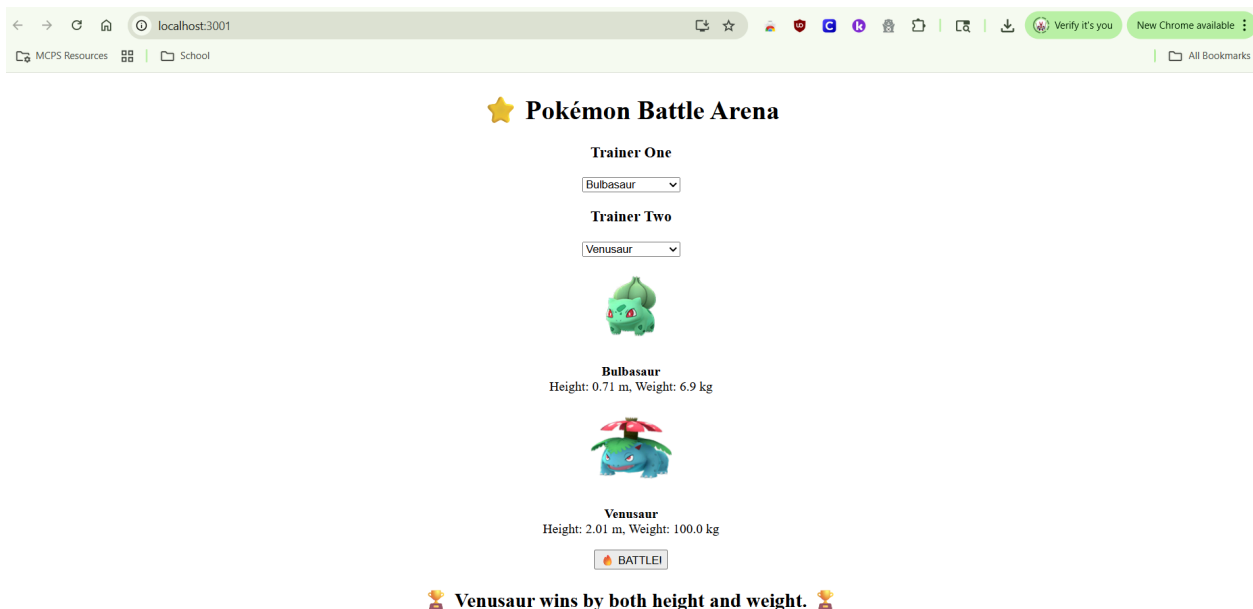 localhost:3001
Verify it's you
New Chrome available
MCPS Resources
School
All Bookmarks
Pokémon Battle Arena
Trainer One
Bulbasaur
Trainer Two
Venusaur
Bulbasaur
Height: 0.71 m, Weight: 6.9 kg
Venusaur
Height: 2.01 m, Weight: 100.0 kg
BATTLE!
Venusaur wins by both height and weight.